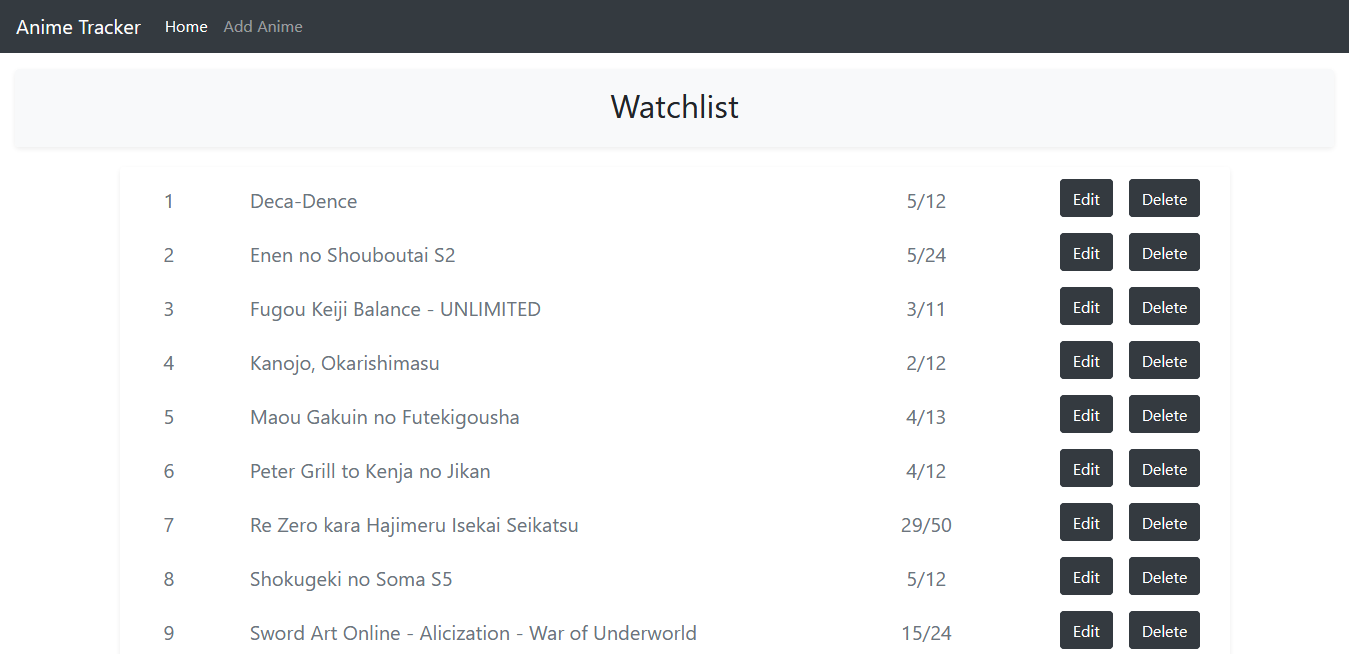 Anime Tracker Home Add Anime
Watchlist
1 Deca-Dence 5/12 Edit Delete
2 Enen no Shouboutai S2 5/24 Edit Delete
3 Fugou Keiji Balance - UNLIMITED 3/11 Edit Delete
4 Kanojo, Okarishimasu 2/12 Edit Delete
5 Maou Gakuin no Futekigousha 4/13 Edit Delete
6 Peter Grill to Kenja no Jikan 4/12 Edit Delete
7 Re Zero kara Hajimeru Isekai Seikatsu 29/50 Edit Delete
8 Shokugeki no Soma S5 5/12 Edit Delete
9 Sword Art Online - Alicization - War of Underworld 15/24 Edit Delete